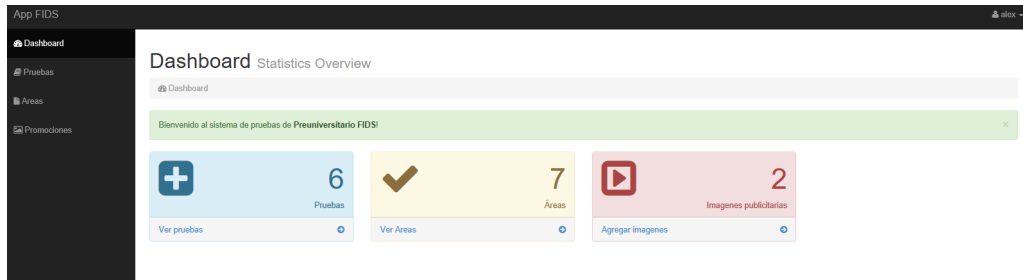 App FIDS
alex
Dashboard
Pruebas
Areas
Promociones
Dashboard Statistics Overview
Dashboard
Bienvenido al sistema de pruebas de Preuniversitario FIDS!
×
6
Pruebas
Ver pruebas
7
Áreas
Ver Areas
2
Imagenes publicitarias
Agregar imagenes